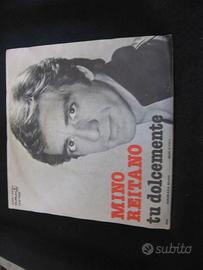 MINO
REITANO
tu dolcemente
subito